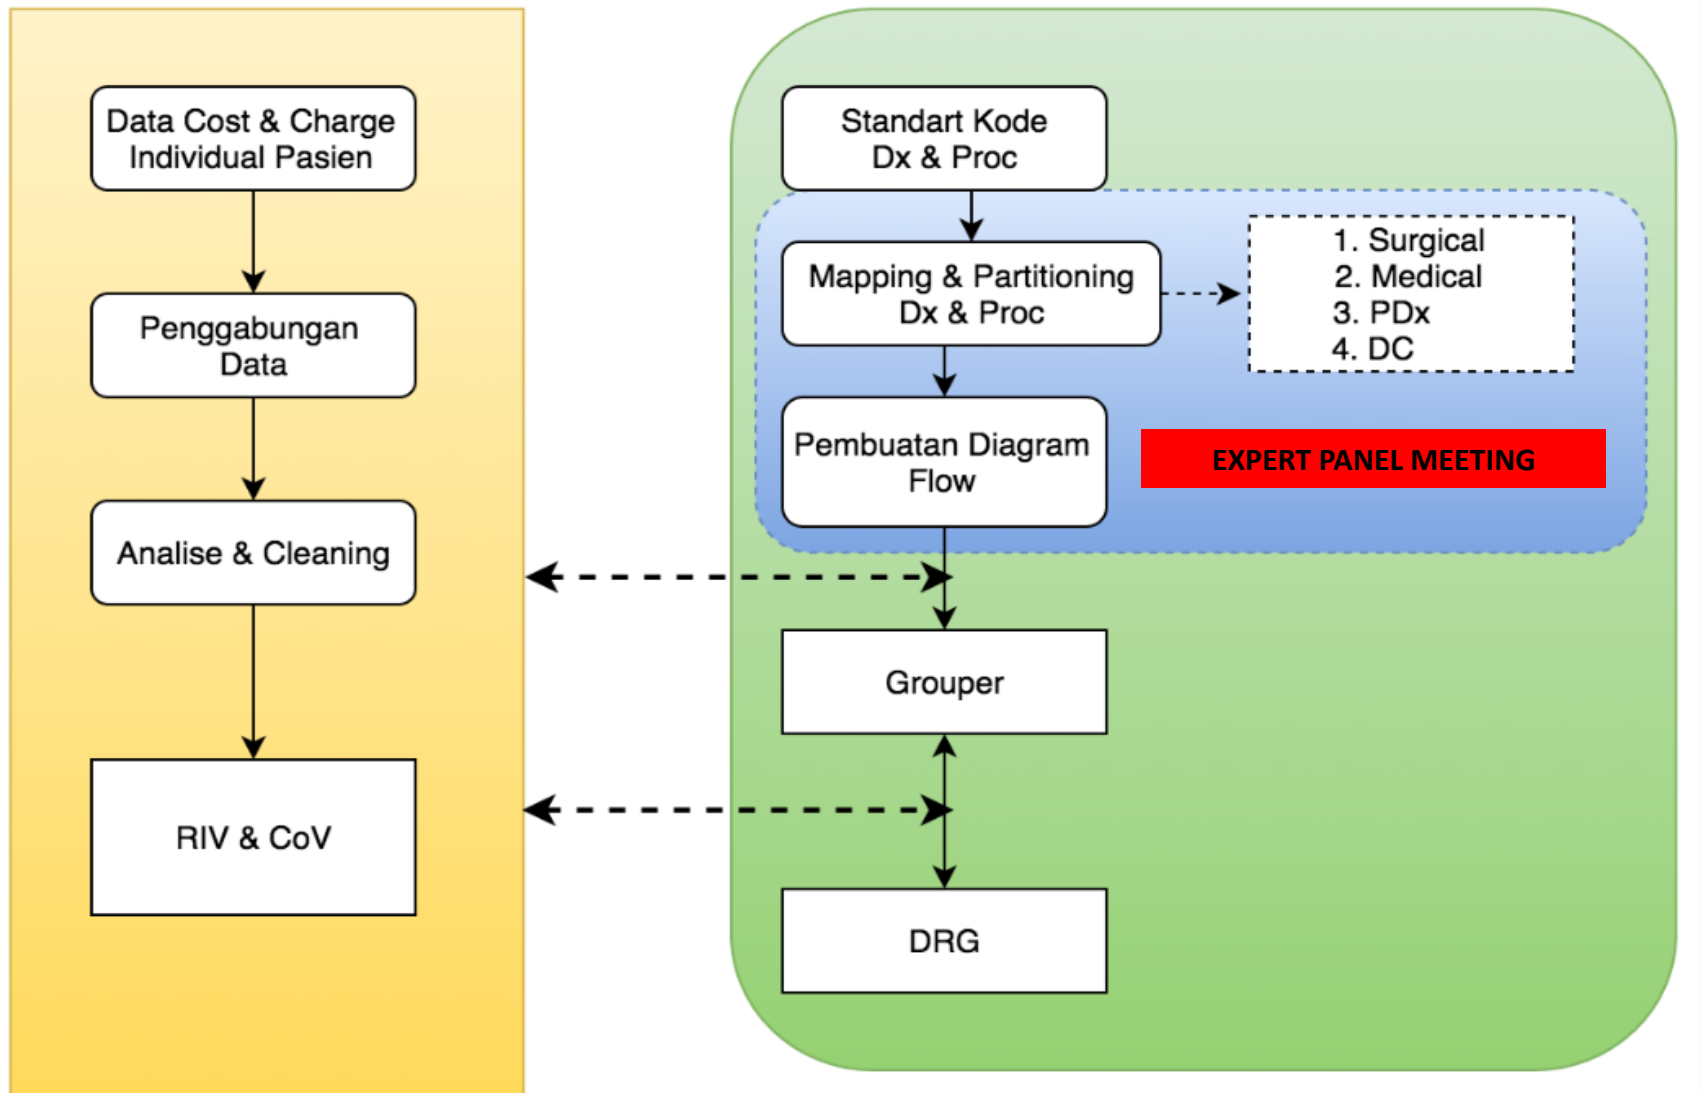 Data Cost & Charge
Individual Pasien
Penggabungan
Data
Analise & Cleaning
RIV & CoV
Standart Kode
Dx & Proc
Mapping & Partitioning
Dx & Proc
1. Surgical
2. Medical
3. PDx
4. DC
Pembuatan Diagram
Flow
EXPERT PANEL MEETING
Grouper
DRG